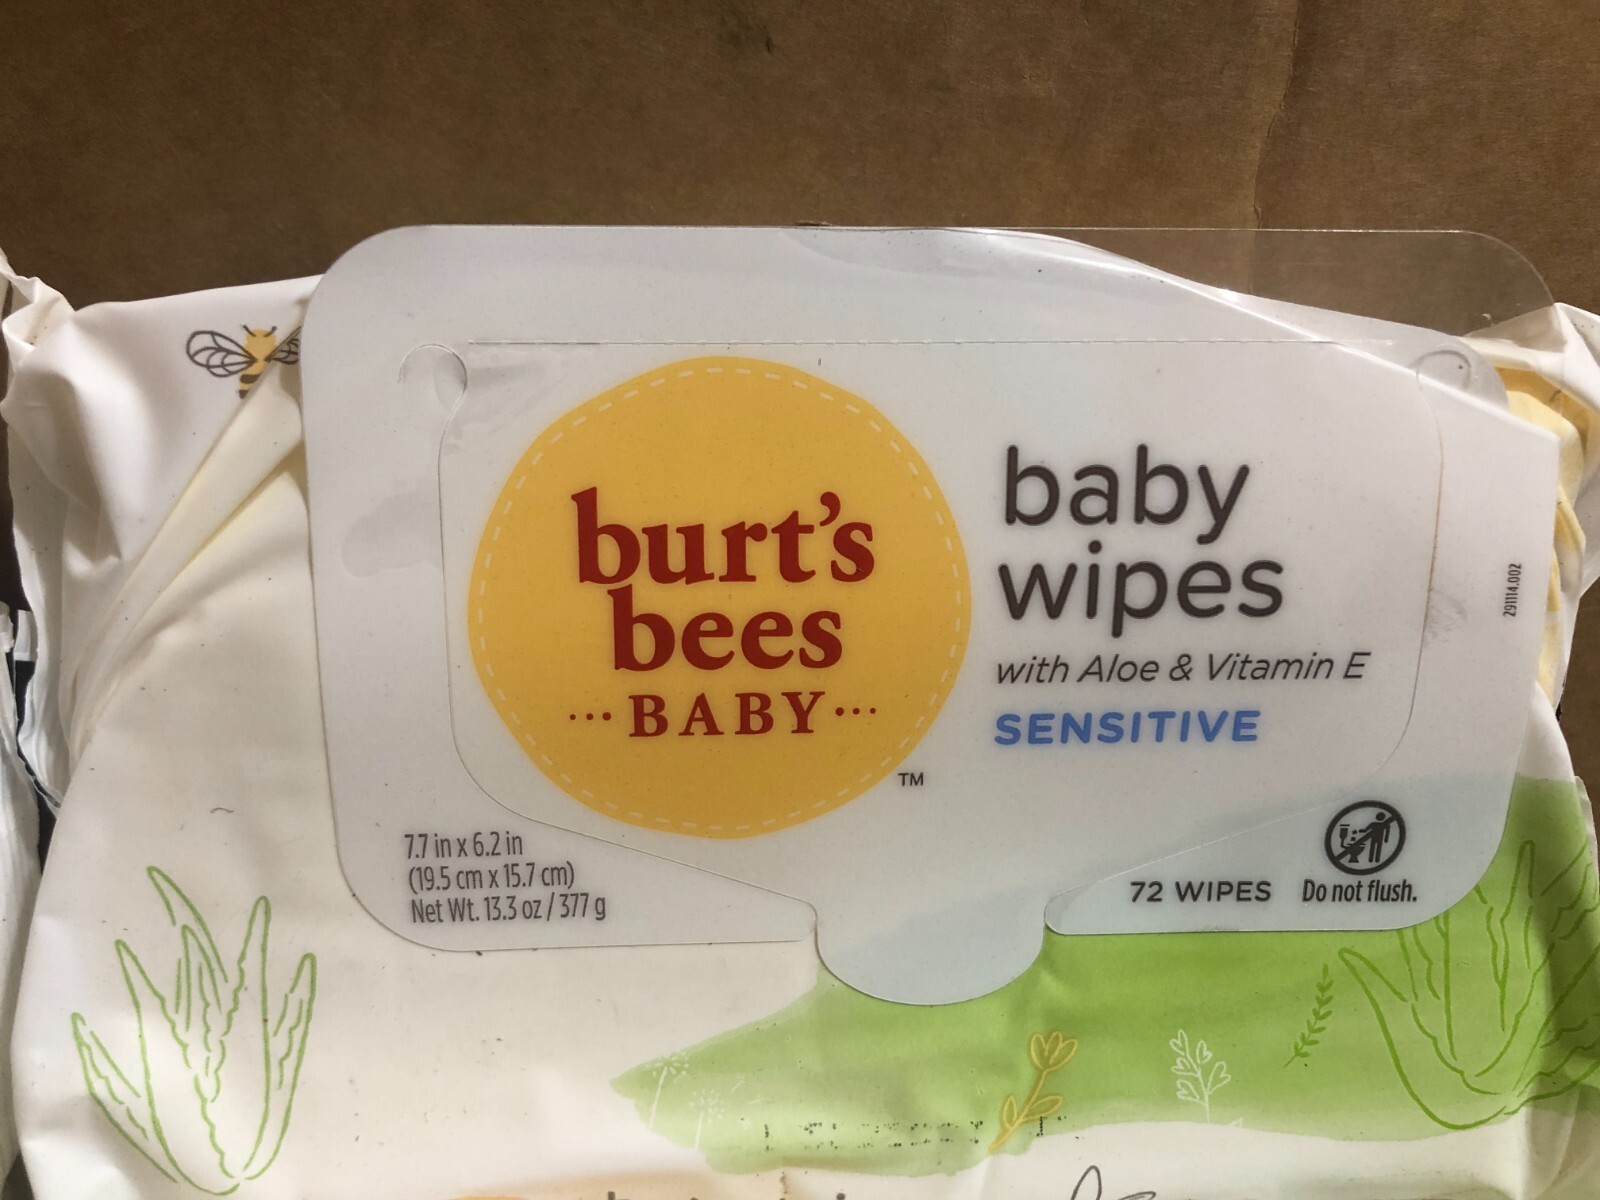 burt's
bees
···BABY···
TM
baby
wipes
with Aloe & Vitamin E
SENSITIVE
7.7 in x 6.2 in
(19.5 cm x 15.7 cm)
Net Wt. 13.3 oz / 377 g
72 WIPES
Do not flush.
291114.002